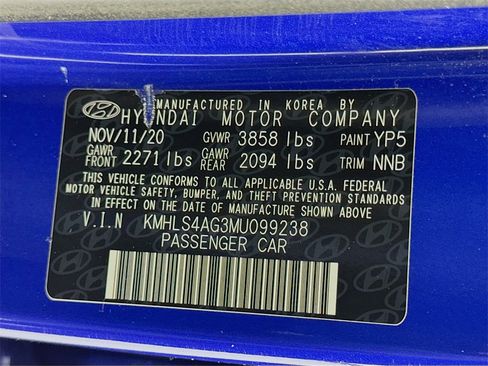 MANUFACTURED IN KOREA BY
HYUNDAI MOTOR COMPANY
NOV/11/20 GVWR 3858 lbs PAINT YP5
GAWR FRONT 2271 lbs GAWR REAR 2094 lbs TRIM NNB
THIS VEHICLE CONFORMS TO ALL APPLICABLE U.S.A. FEDERAL
MOTOR VEHICLE SAFETY, BUMPER, AND THEFT PREVENTION STANDARDS
IN EFFECT ON THE DATE OF MANUFACTURE SHOWN ABOVE.
V.I.N KMHLS4AG3MU099238
PASSENGER CAR